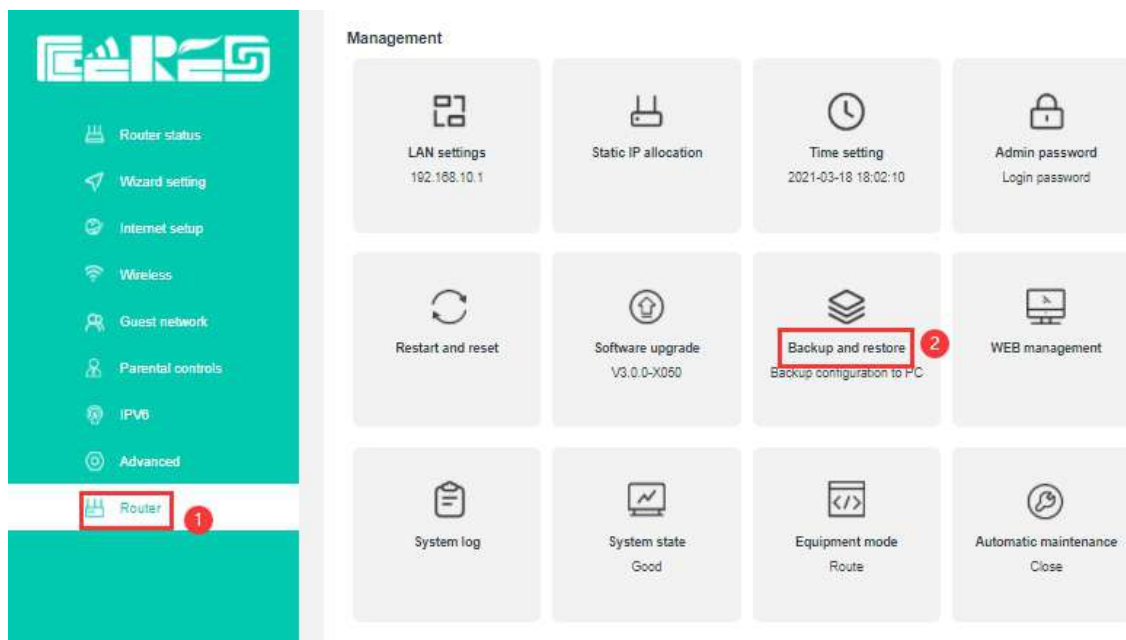 CERES
Router status
Wizard setting
Internet setup
Wireless
Guest network
Parental controls
IPV6
Advanced
Router
1
Management
LAN settings
192.168.10.1
Static IP allocation
Time setting
2021-03-18 18:02:10
Admin password
Login password
Restart and reset
Software upgrade
V3.0.0-X050
Backup and restore
2
Backup configuration to PC
WEB management
System log
System state
Good
Equipment mode
Route
Automatic maintenance
Close